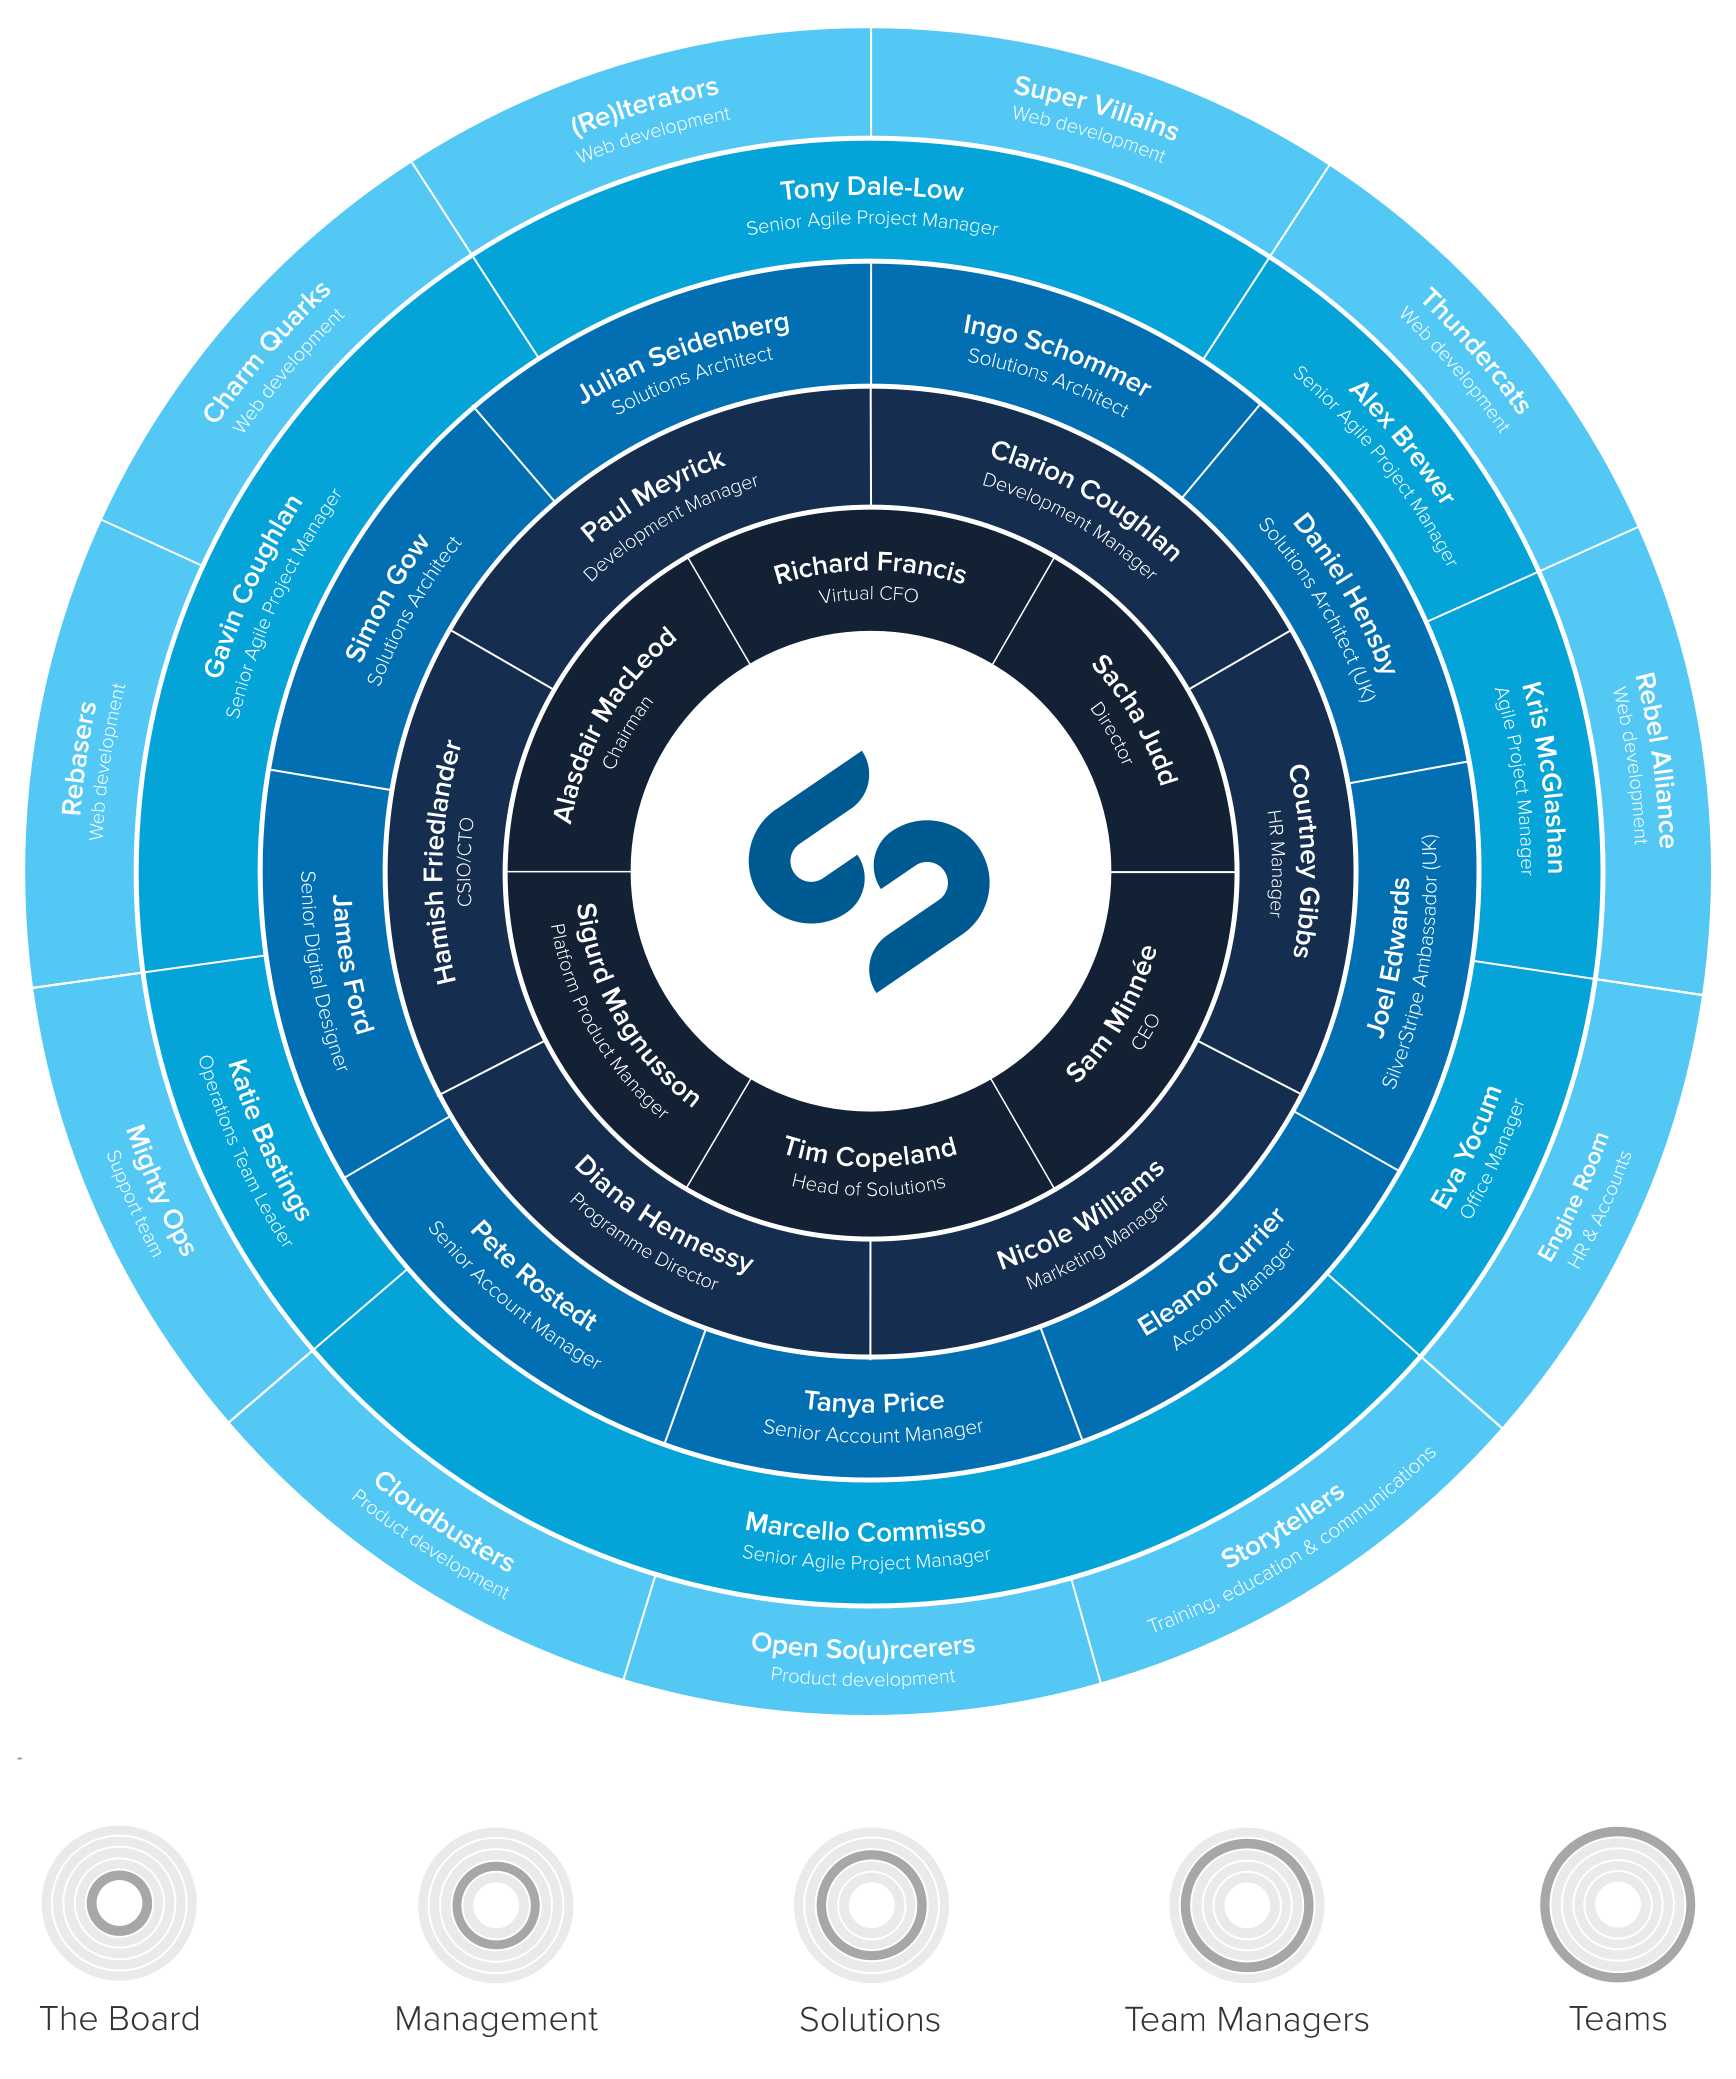 (Re)Iterators
Web development
Super Villains
Web development
Thundercats
Web development
Rebel Alliance
Web development
Engine Room
HR & Accounts
Storytellers
Training, education & communications
Open So(u)rcerers
Product development
Cloudbusters
Product development
Mighty Ops
Support team
Rebasers
Web development
Charm Quarks
Web development
Tony Dale-Low
Senior Agile Project Manager
Alex Brewer
Senior Agile Project Manager
Kris McGlashan
Agile Project Manager
Eva Yocum
Office Manager
Marcello Commisso
Senior Agile Project Manager
Katie Bastings
Operations Team Leader
Gavin Coughlan
Senior Agile Project Manager
Julian Seidenberg
Solutions Architect
Ingo Schommer
Solutions Architect
Daniel Hensby
Solutions Architect (UK)
Joel Edwards
SilverStripe Ambassador (UK)
Eleanor Currier
Account Manager
Tanya Price
Senior Account Manager
Pete Rostedt
Senior Account Manager
James Ford
Senior Digital Designer
Simon Gow
Solutions Architect
Paul Meyrick
Development Manager
Clarion Coughlan
Development Manager
Courtney Gibbs
HR Manager
Nicole Williams
Marketing Manager
Diana Hennessy
Programme Director
Hamish Friedlander
CSIO/CTO
Richard Francis
Virtual CFO
Sacha Judd
Director
Sam Minnée
CEO
Tim Copeland
Head of Solutions
Sigurd Magnusson
Platform Product Manager
Alasdair MacLeod
Chairman
-
The Board
Management
Solutions
Team Managers
Teams